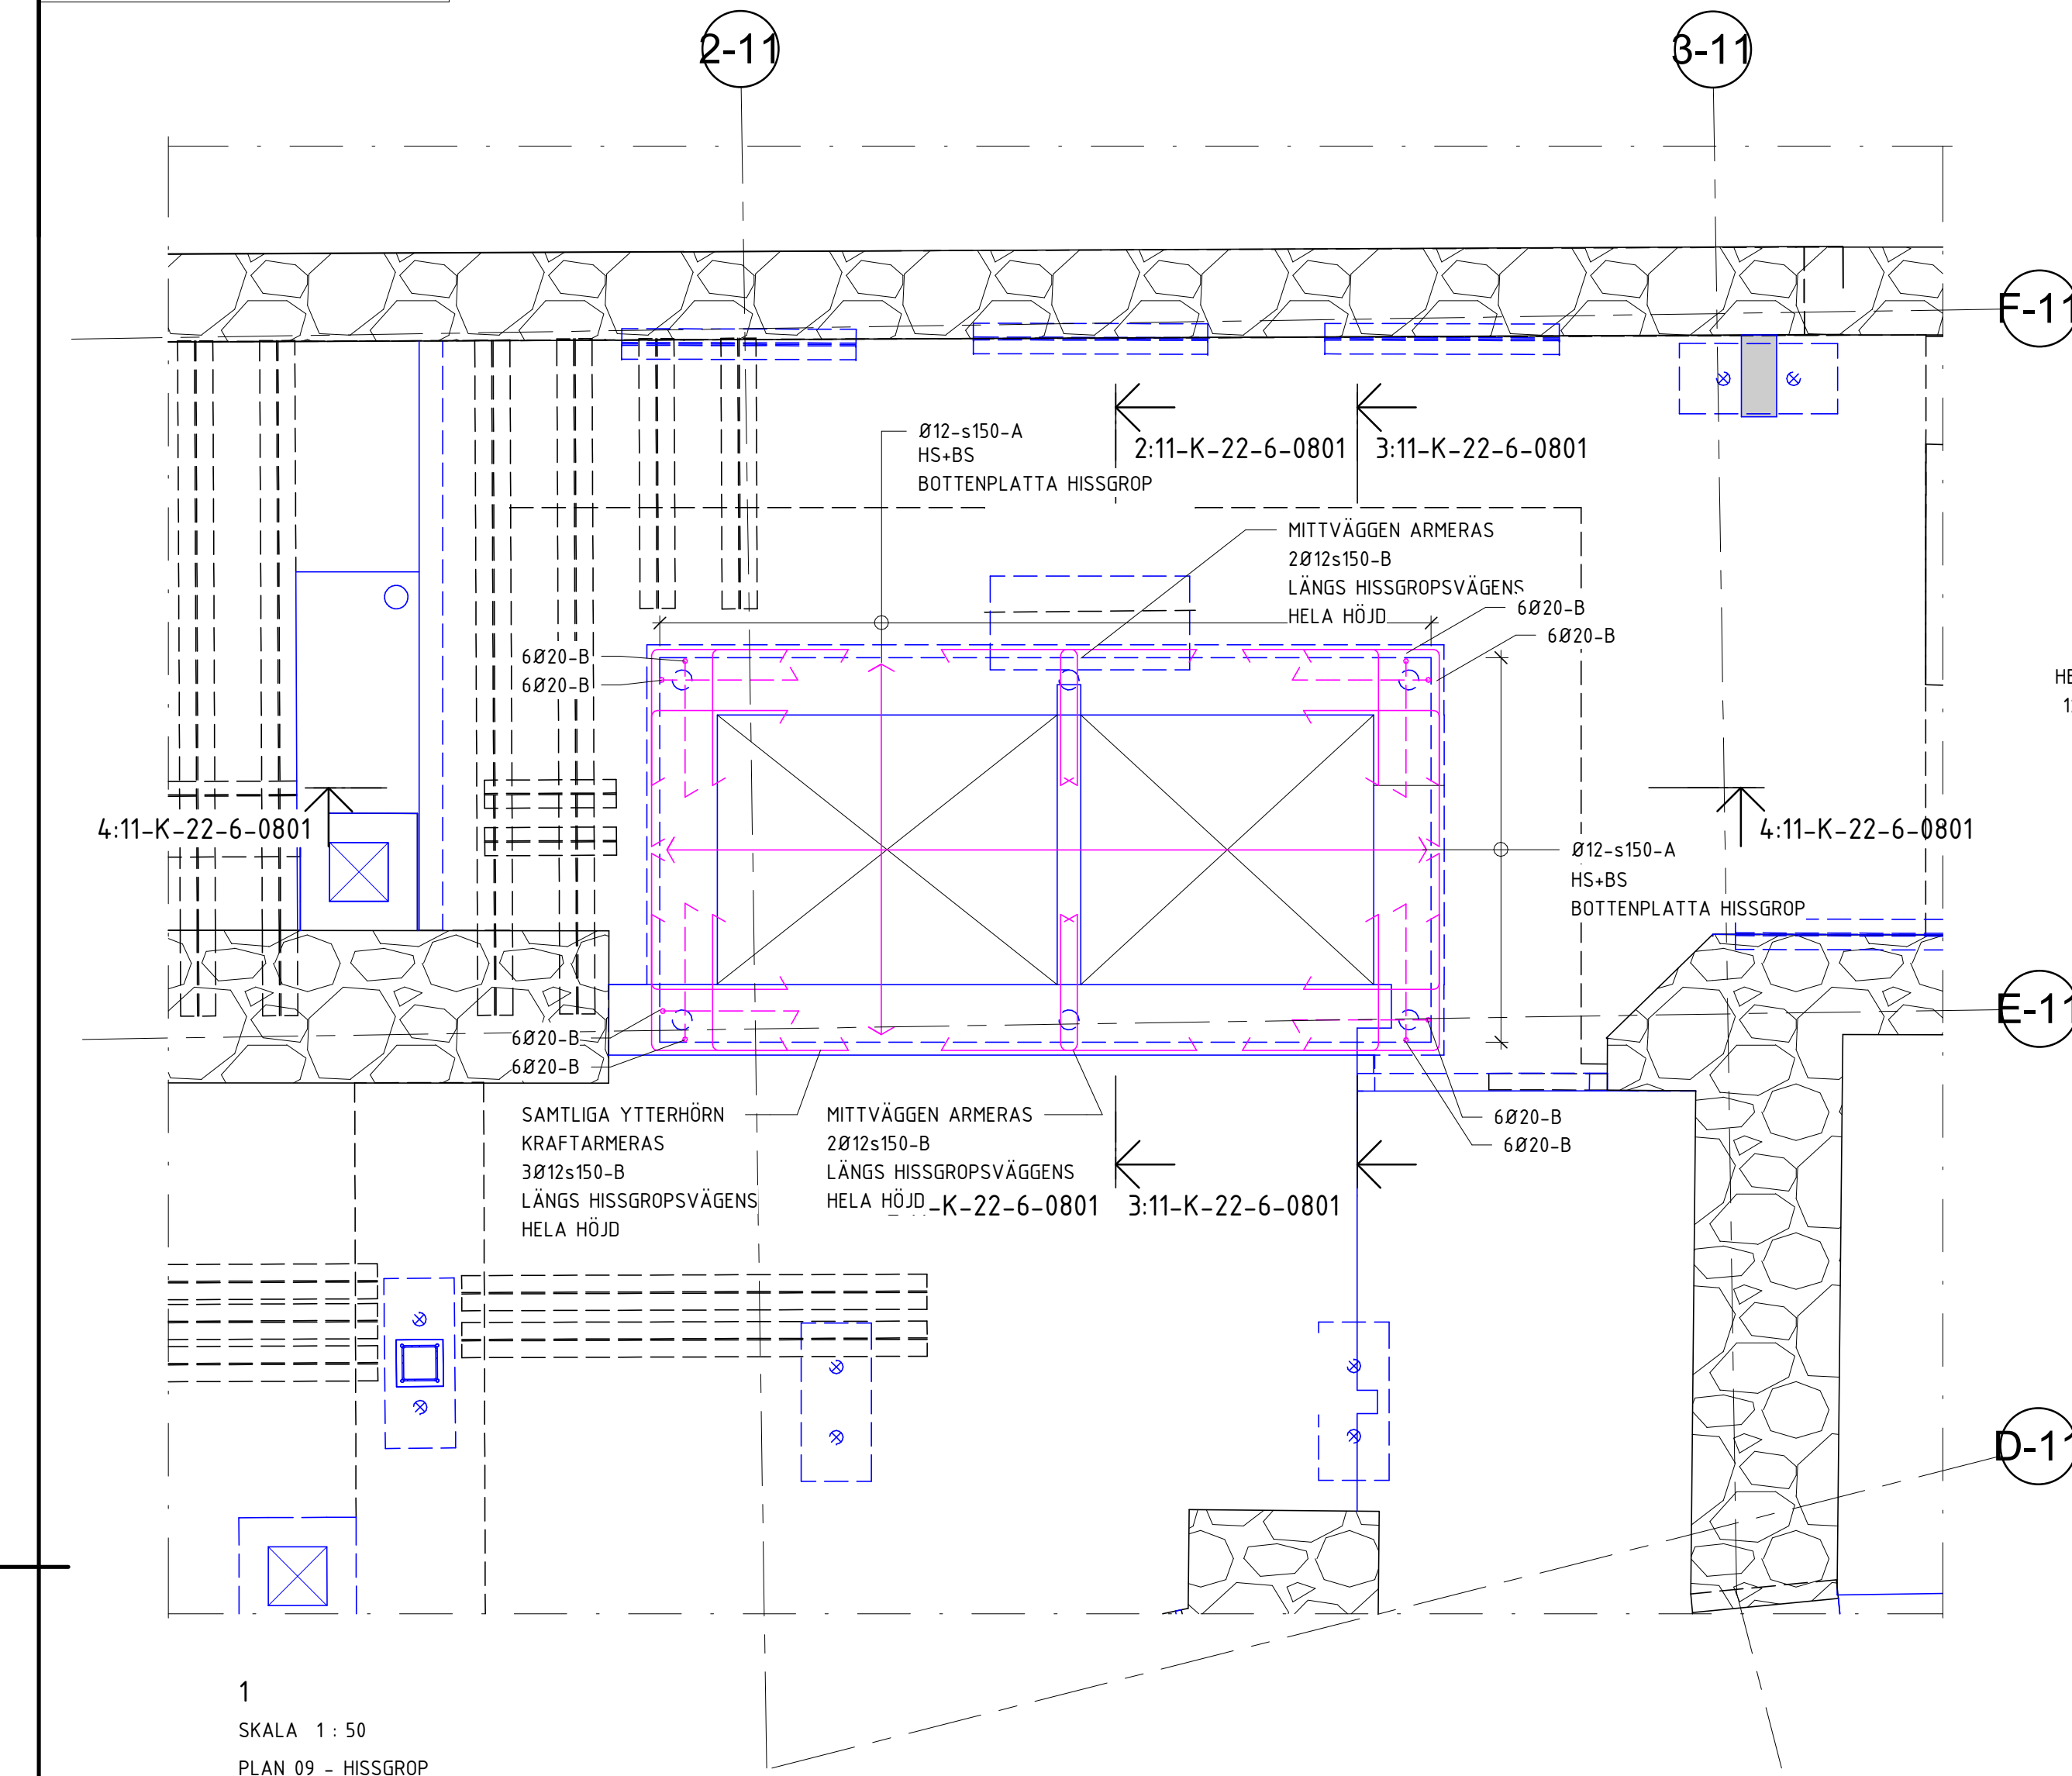 2-11
3-11
F-11
Ø12-s150-A
HS+BS
BOTTENPLATTA HISSGROP
2:11-K-22-6-0801
3:11-K-22-6-0801
MITTVÄGGEN ARMERAS
2Ø12s150-B
LÄNGS HISSGROPSVÄGENS
HELA HÖJD
6Ø20-B
6Ø20-B
6Ø20-B
6Ø20-B
4:11-K-22-6-0801
4:11-K-22-6-0801
Ø12-s150-A
HS+BS
BOTTENPLATTA HISSGROP
E-11
6Ø20-B
6Ø20-B
SAMTLIGA YTTERHÖRN
KRAFTARMERAS
3Ø12s150-B
LÄNGS HISSGROPSVÄGENS
HELA HÖJD
MITTVÄGGEN ARMERAS
2Ø12s150-B
LÄNGS HISSGROPSVÄGGENS
HELA HÖJD
-K-22-6-0801
3:11-K-22-6-0801
6Ø20-B
6Ø20-B
D-11
1
SKALA 1 : 50
PLAN 09 - HISSGROP